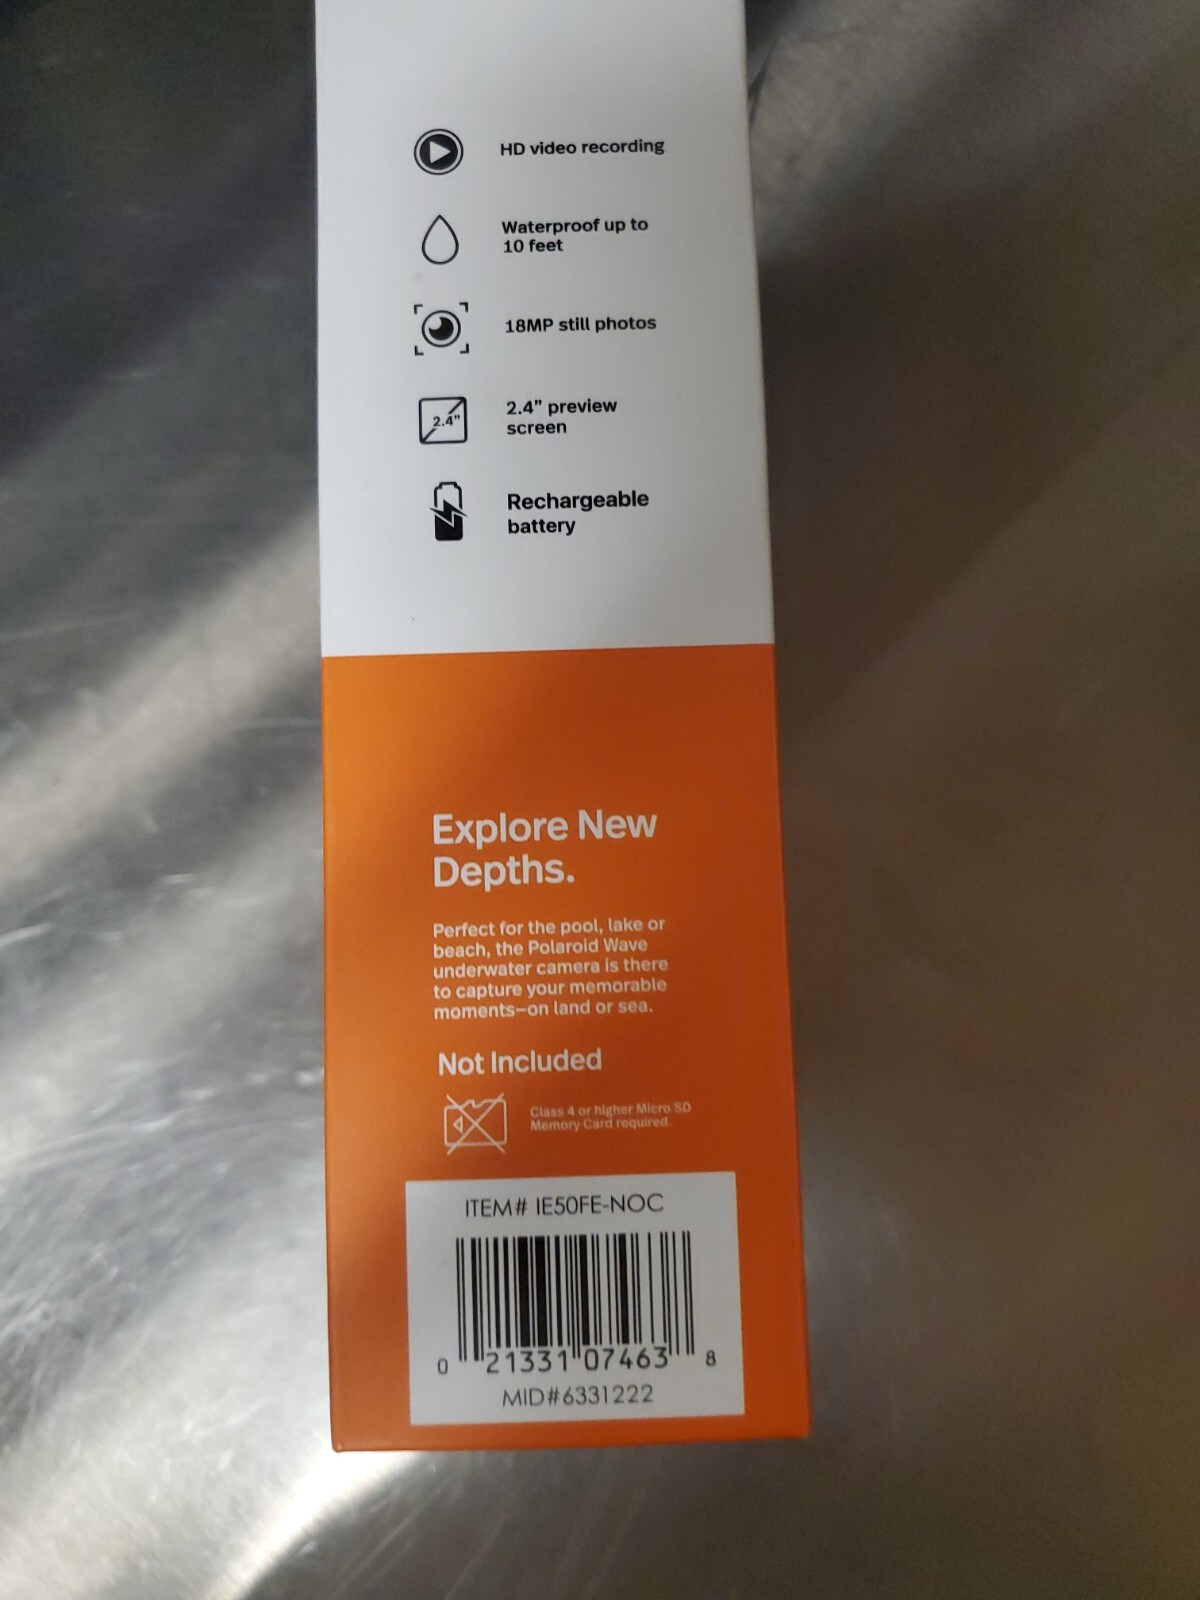 HD video recording
Waterproof up to
10 feet
18MP still photos
2.4"
2.4" preview
screen
Rechargeable
battery
Explore New
Depths.
Perfect for the pool, lake or
beach, the Polaroid Wave
underwater camera is there
to capture your memorable
moments—on land or sea.
Not Included
Class 4 or higher Micro SD
Memory Card required.
ITEM# IE50FE-NOC
0 21331 07463 8
MID#6331222